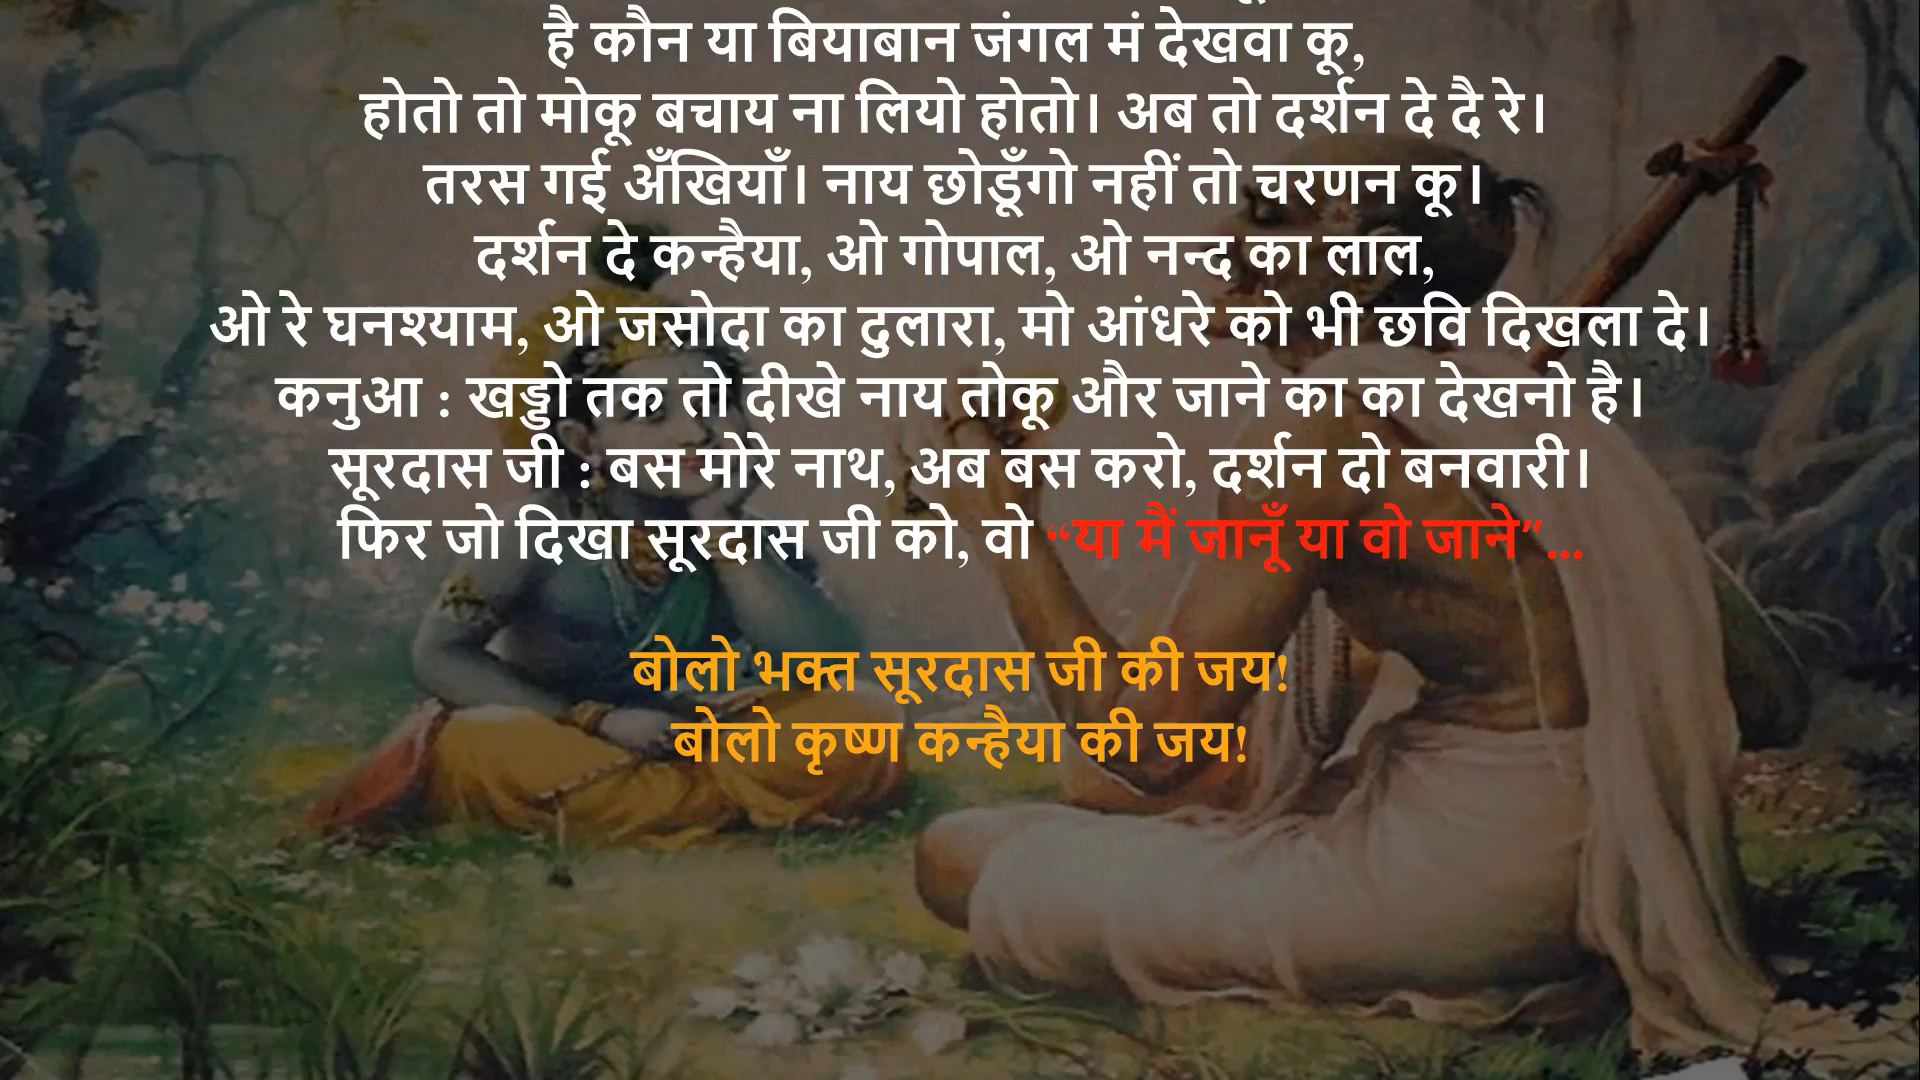 है कौन या बियाबान जंगल मं देखवा कू,
होतो तो मोकू बचाय ना लियो होतो। अब तो दर्शन दे दै रे।
तरस गई अँखियाँ। नाय छोडूँगो नहीं तो चरणन कू।
दर्शन दे कन्हैया, ओ गोपाल, ओ नन्द का लाल,
ओ रे घनश्याम, ओ जसोदा का दुलारा, मो आंधरे को भी छवि दिखला दे।
कनुआ : खड्डो तक तो दीखे नाय तोकू और जाने का का देखनो है।
सूरदास जी : बस मोरे नाथ, अब बस करो, दर्शन दो बनवारी।
फिर जो दिखा सूरदास जी को, वो “या मैं जानूँ या वो जाने”...
बोलो भक्त सूरदास जी की जय!
बोलो कृष्ण कन्हैया की जय!